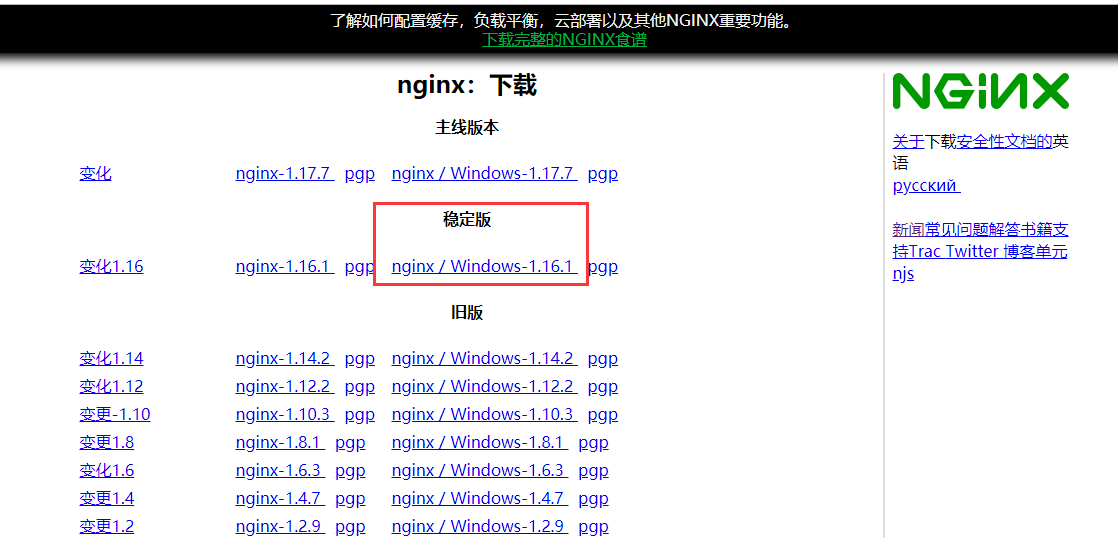 了解如何配置缓存，负载平衡，云部署以及其他NGINX重要功能。
下载完整的NGINX食谱
nginx：下载
主线版本
变化 nginx-1.17.7 pgp nginx / Windows-1.17.7 pgp
稳定版
变化1.16 nginx-1.16.1 pgp nginx / Windows-1.16.1 pgp
旧版
变化1.14 nginx-1.14.2 pgp nginx / Windows-1.14.2 pgp
变化1.12 nginx-1.12.2 pgp nginx / Windows-1.12.2 pgp
变更-1.10 nginx-1.10.3 pgp nginx / Windows-1.10.3 pgp
变更1.8 nginx-1.8.1 pgp nginx / Windows-1.8.1 pgp
变化1.6 nginx-1.6.3 pgp nginx / Windows-1.6.3 pgp
变更1.4 nginx-1.4.7 pgp nginx / Windows-1.4.7 pgp
变更1.2 nginx-1.2.9 pgp nginx / Windows-1.2.9 pgp
NGINX
关于下载安全性文档的英
语
русский
新闻常见问题解答书籍支
持Trac Twitter 博客单元
njs